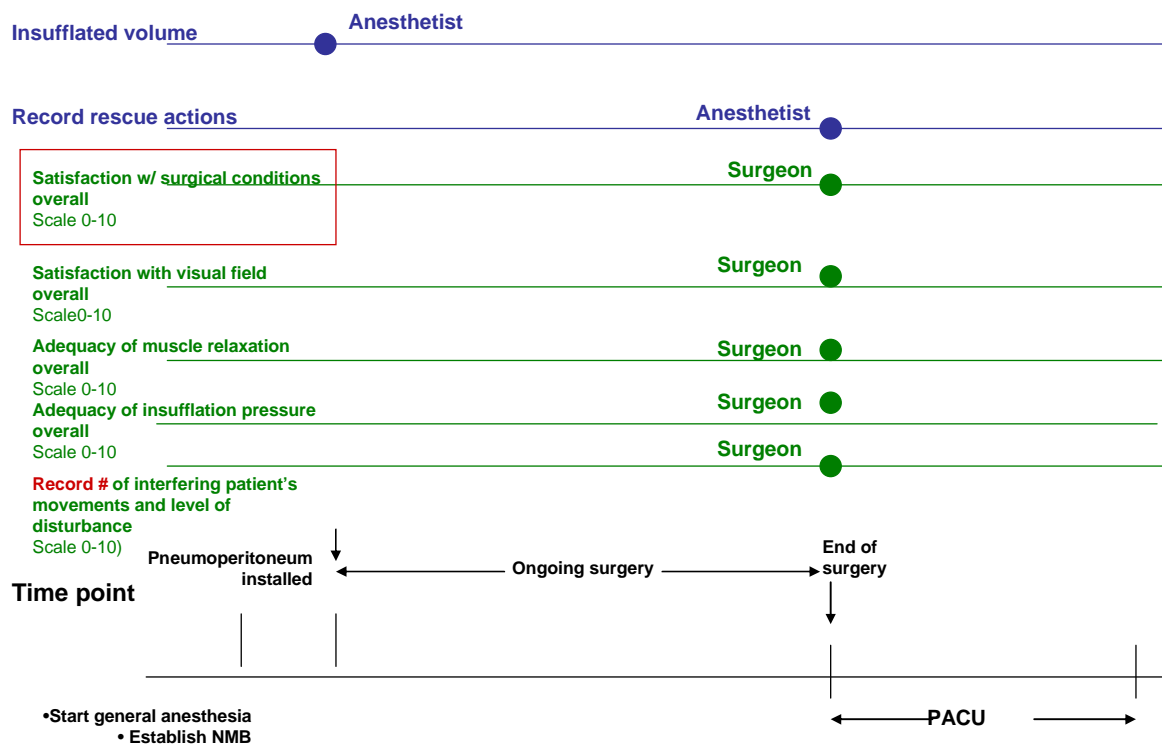 Insufflated volume
Anesthetist
Record rescue actions
Anesthetist
Satisfaction w/ surgical conditions
overall
Scale 0-10
Surgeon
Satisfaction with visual field
overall
Scale0-10
Surgeon
Adequacy of muscle relaxation
overall
Scale 0-10
Surgeon
Adequacy of insufflation pressure
overall
Scale 0-10
Surgeon
Surgeon
Record # of interfering patient's
movements and level of
disturbance
Scale 0-10)
Pneumoperitoneum
installed
Ongoing surgery
End of
surgery
Time point
•Start general anesthesia
• Establish NMB
PACU